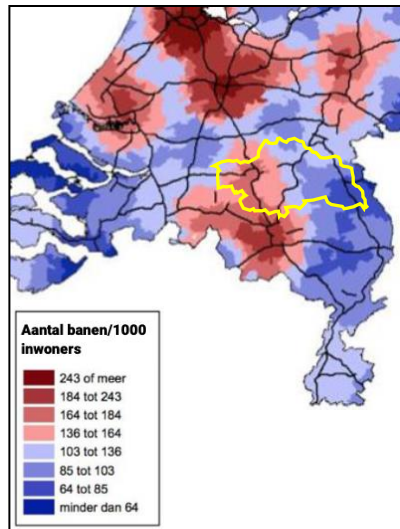 Aantal banen/1000
inwoners
243 of meer
184 tot 243
164 tot 184
136 tot 164
103 tot 136
85 tot 103
64 tot 85
minder dan 64